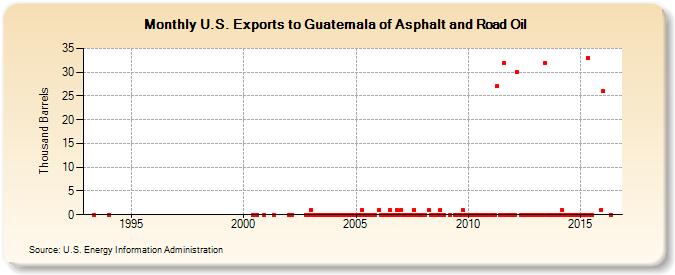 Monthly U.S. Exports to Guatemala of Asphalt and Road Oil
Thousand Barrels
35
30
25
20
15
10
5
0
1995 2000 2005 2010 2015
Source: U.S. Energy Information Administration